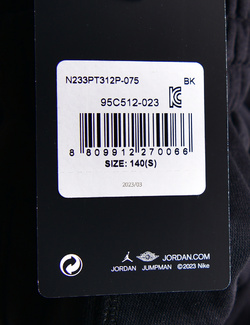 N233PT312P-075 BK
95C512-023
8 809912 270066
SIZE: 140(S)
2023/03
JORDAN.COM
JORDAN JUMPMAN ©2023 Nike